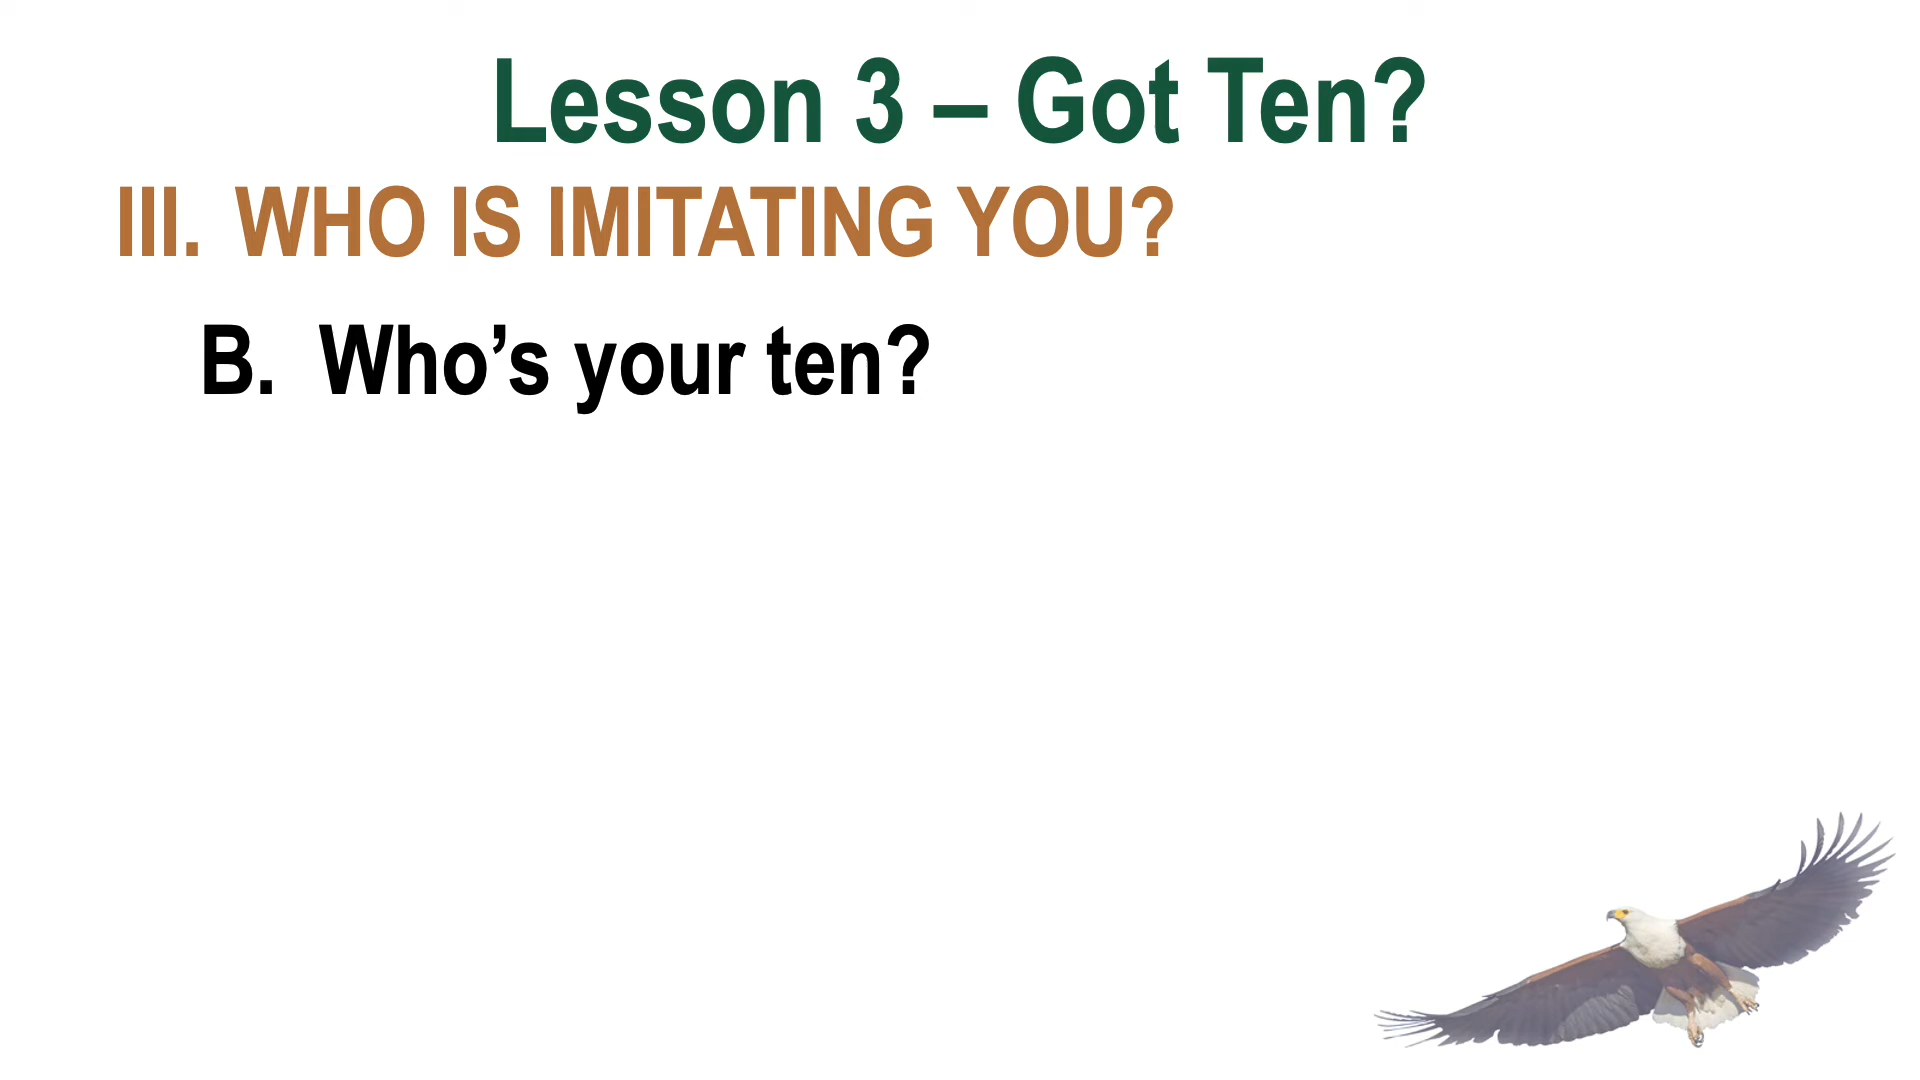 Lesson 3 – Got Ten?
III. WHO IS IMITATING YOU?
B. Who’s your ten?